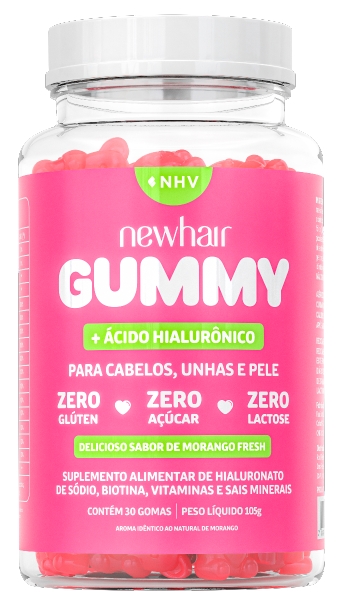 NHV
newhair
GUMMY
+ ÁCIDO HIALURÔNICO
PARA CABELOS, UNHAS E PELE
ZERO GLÚTEN
ZERO AÇÚCAR
ZERO LACTOSE
DELICIOSO SABOR DE MORANGO FRESH
SUPLEMENTO ALIMENTAR DE HIALURONATO
DE SÓDIO, BIOTINA, VITAMINAS E SAIS MINERAIS
CONTÉM 30 GOMAS | PESO LÍQUIDO 105g
AROMA IDÊNTICO AO NATURAL DE MORANGO